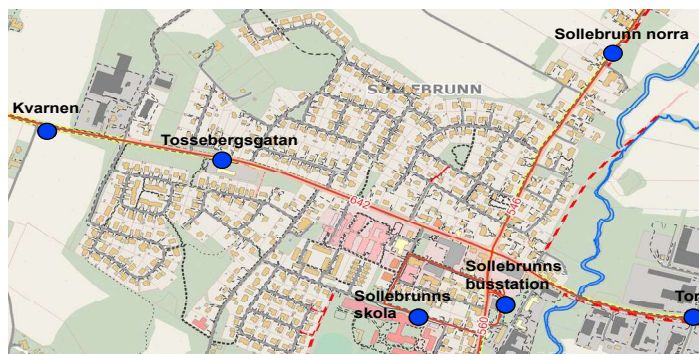 Sollebrunn norra
SOLLEBRUNN
Kvarnen
Tossebergsgatan
642
546
Sollebrunns
busstation
Sollebrunns
skola
Tor
560